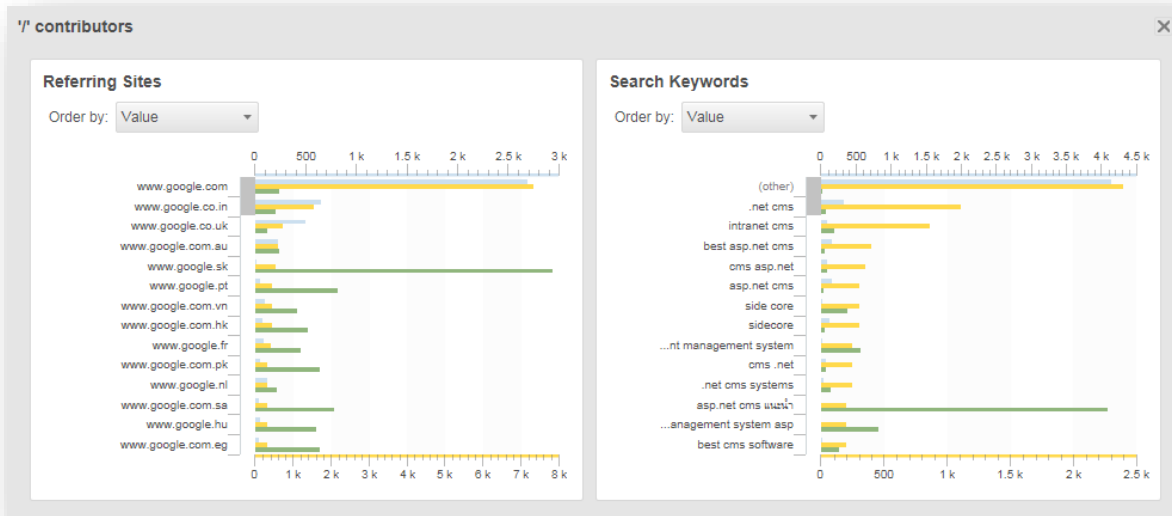 '/' contributors
Referring Sites
Order by: Value
0 500 1 k 1.5 k 2 k 2.5 k 3 k
www.google.com
www.google.co.in
www.google.co.uk
www.google.com.au
www.google.sk
www.google.pt
www.google.com.vn
www.google.com.hk
www.google.fr
www.google.com.pk
www.google.nl
www.google.com.sa
www.google.hu
www.google.com.eg
0 1 k 2 k 3 k 4 k 5 k 6 k 7 k 8 k
Search Keywords
Order by: Value
0 500 1 k 1.5 k 2 k 2.5 k 3 k 3.5 k 4 k 4.5 k
(other)
.net cms
intranet cms
best asp.net cms
cms asp.net
asp.net cms
side core
sidecore
...nt management system
cms .net
.net cms systems
asp.net cms แนะนำ
...anagement system asp
best cms software
0 500 1 k 1.5 k 2 k 2.5 k